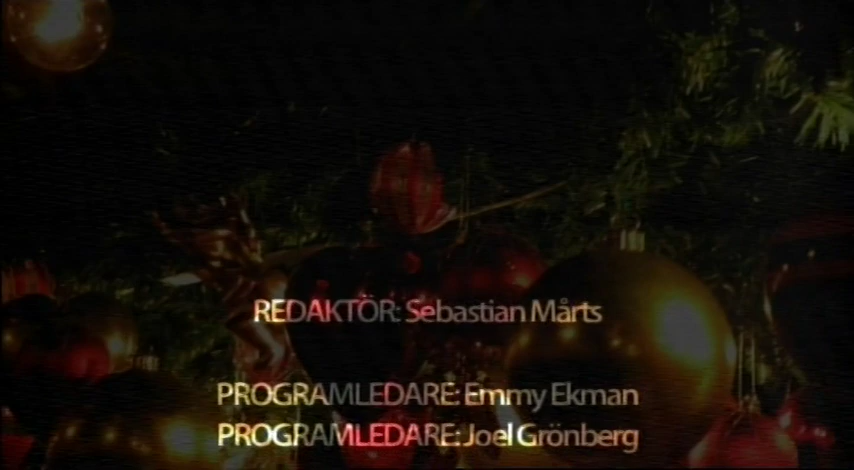 REDAKTÖR: Sebastian Mårts
PROGRAMLEDARE: Emmy Ekman
PROGRAMLEDARE: Joel Grönberg